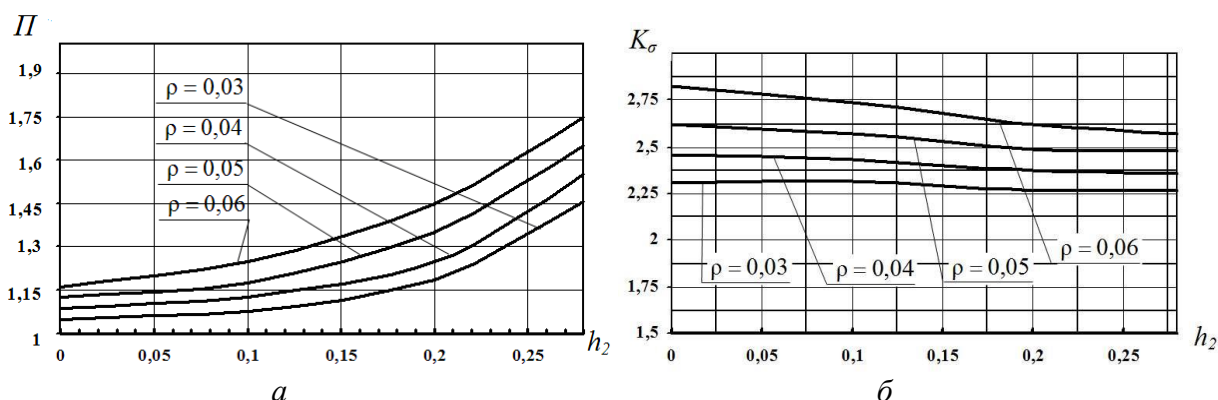 П
1,9
1,75
1,6
1,45
1,3
1,15
1
ρ = 0,03
ρ = 0,04
ρ = 0,05
ρ = 0,06
0 0,05 0,1 0,15 0,2 0,25 h₂
а
Kσ
2,75
2,5
2,25
2
1,75
1,5
ρ = 0,03 ρ = 0,04 ρ = 0,05 ρ = 0,06
0 0,05 0,1 0,15 0,2 0,25 h₂
б